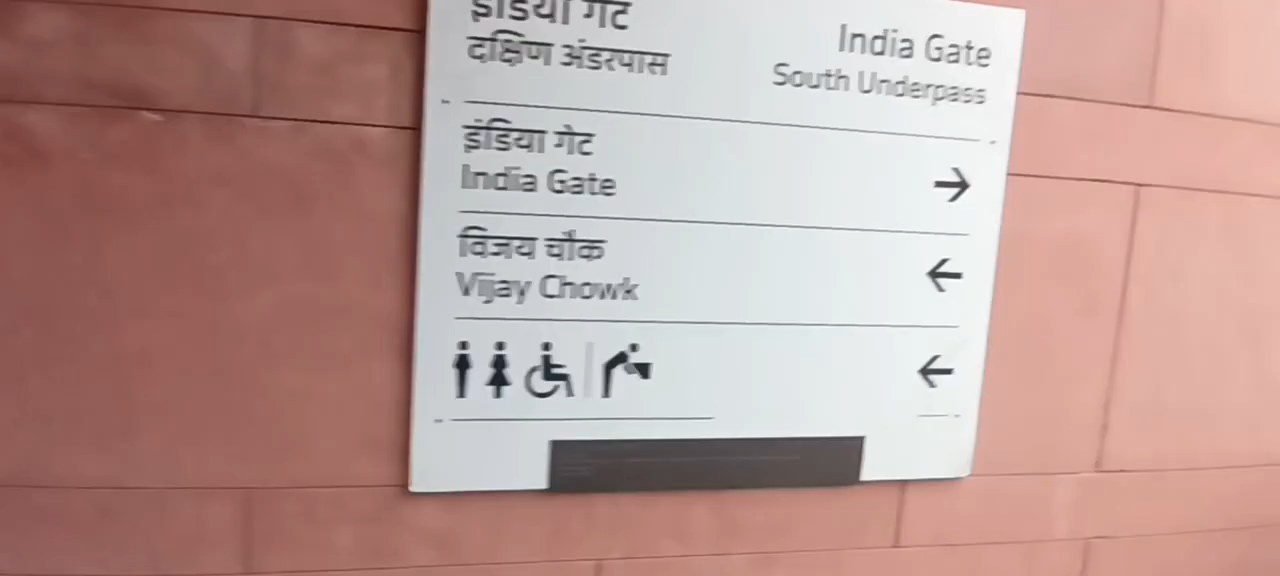 इंडिया गेट
दक्षिण अंडरपास
India Gate
South Underpass
इंडिया गेट
India Gate
→
विजय चौक
Vijay Chowk
←
←